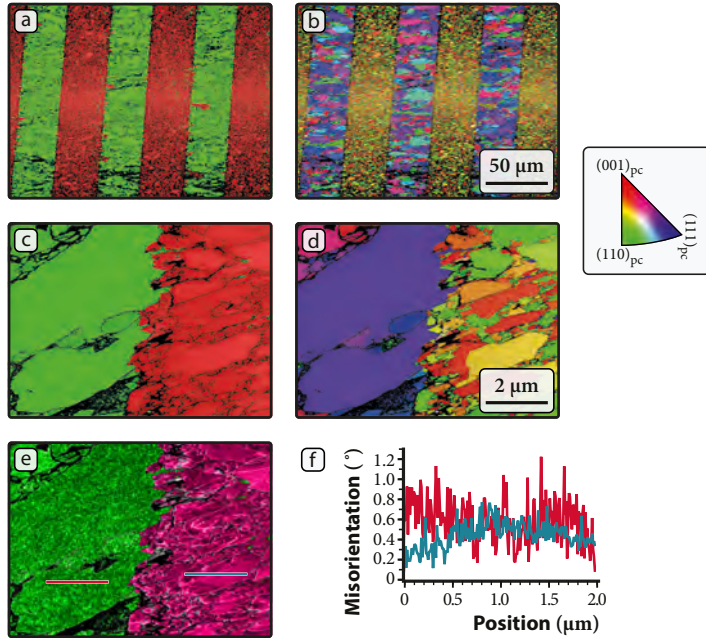 a
b
50 μm
(001)pc
(110)pc
(111)pc
c
d
2 μm
e
f
Misorientation (°)
1.2
1.0
0.8
0.6
0.4
0.2
0
0
0.5
1.0
1.5
2.0
Position (μm)